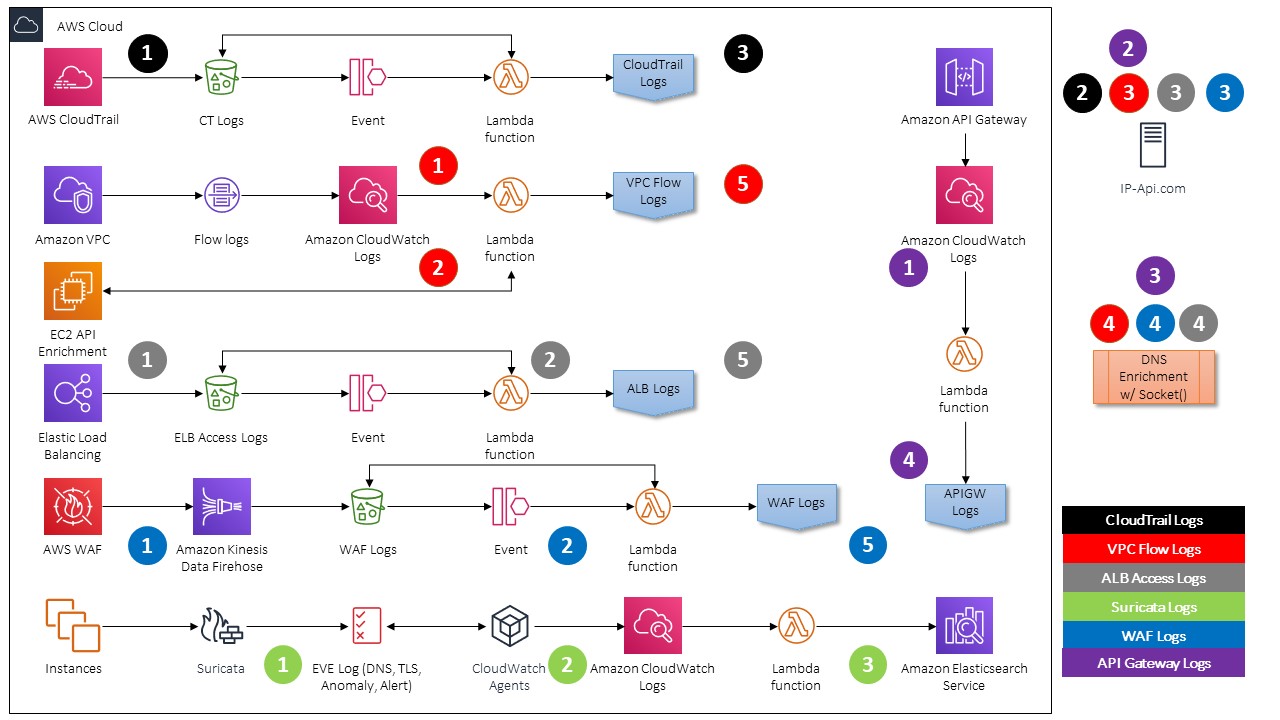 AWS Cloud
1
3
2
2
3
3
3
CloudTrail
Logs
AWS CloudTrail
CT Logs
Event
Lambda
function
Amazon API Gateway
IP-Api.com
1
5
VPC Flow
Logs
Amazon VPC
Flow logs
Amazon CloudWatch
Logs
Lambda
function
Amazon CloudWatch
Logs
2
1
3
EC2 API
Enrichment
4
4
4
DNS
Enrichment
w/ Socket()
1
2
5
ALB Logs
Elastic Load
Balancing
ELB Access Logs
Event
Lambda
function
Lambda
function
4
WAF Logs
APIGW
Logs
AWS WAF
1
Amazon Kinesis
Data Firehose
WAF Logs
Event
2
Lambda
function
5
CloudTrail Logs
VPC Flow Logs
ALB Access Logs
Suricata Logs
WAF Logs
API Gateway Logs
Instances
Suricata
1
EVE Log (DNS, TLS,
Anomaly, Alert)
CloudWatch
Agents
2
Amazon CloudWatch
Logs
Lambda
function
3
Amazon Elasticsearch
Service